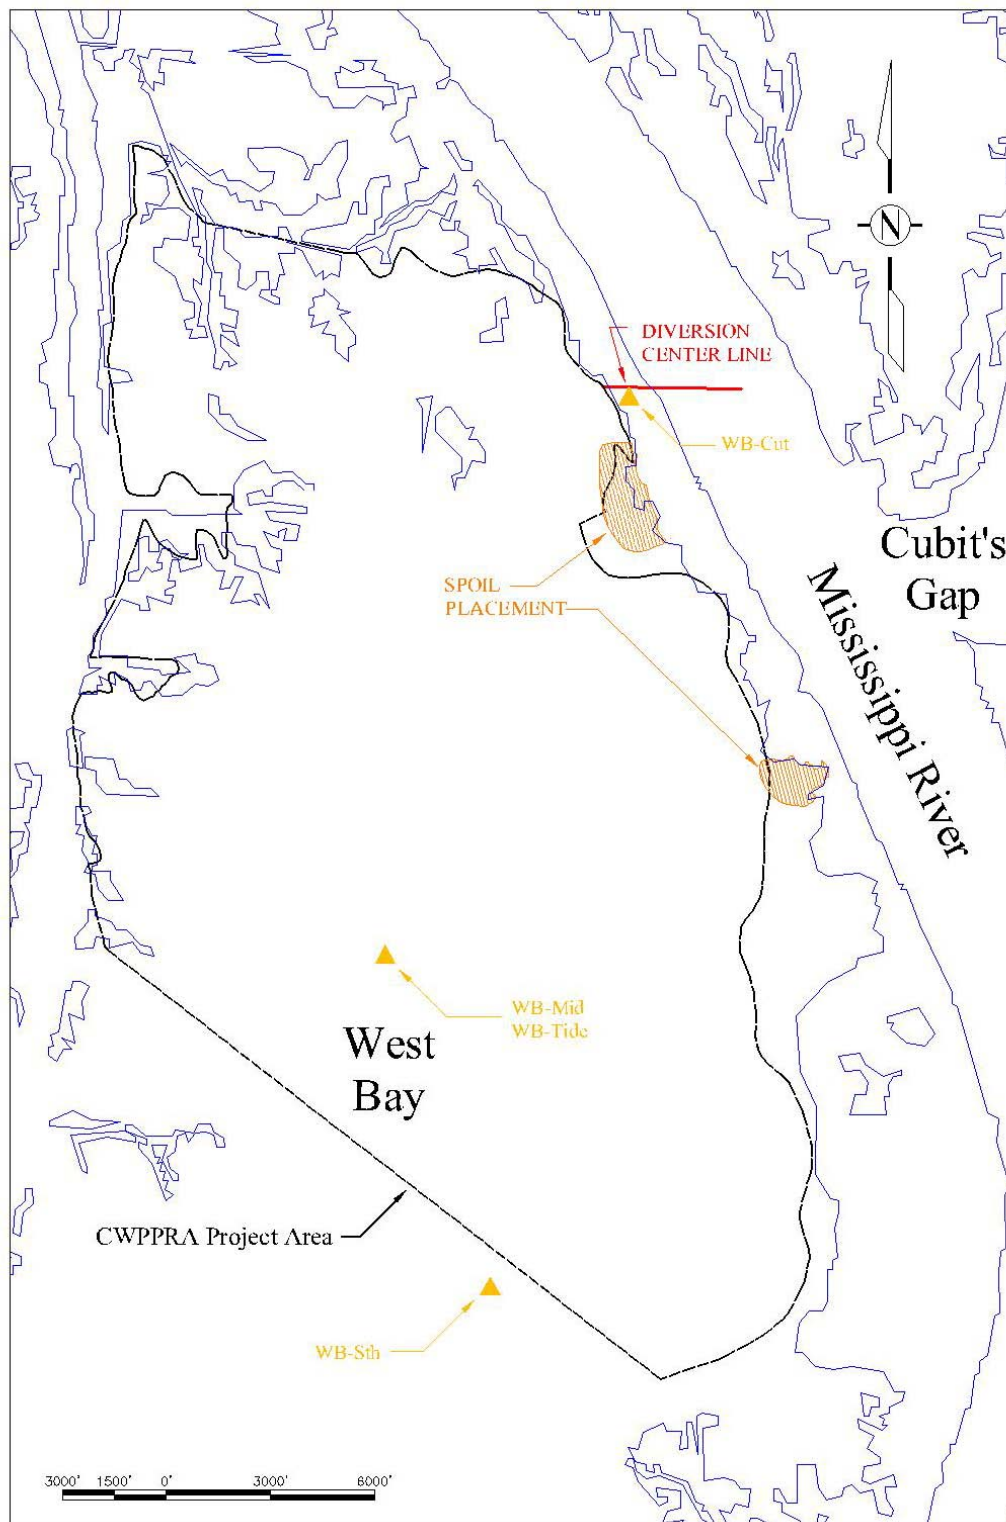 N
DIVERSION
CENTER LINE
WB-Cut
Cubit's
Gap
SPOIL
PLACEMENT
Mississippi River
WB-Mid
WB-Tide
West
Bay
CWPPRA Project Area
WB-Sth
3000' 1500' 0' 3000' 6000'